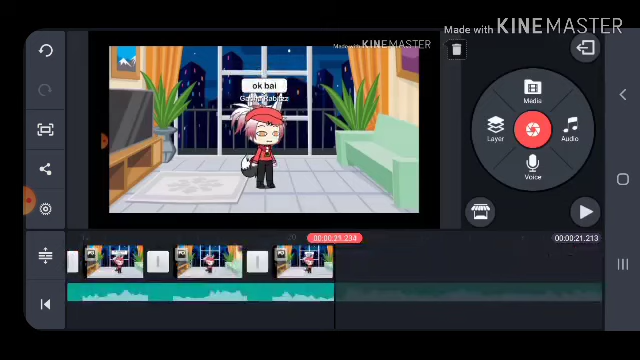 Made with KINEMASTER
Made with KINEMASTER
ok bai
Media
Layer
Audio
Voice
00:00:21.234
00:00:21.213